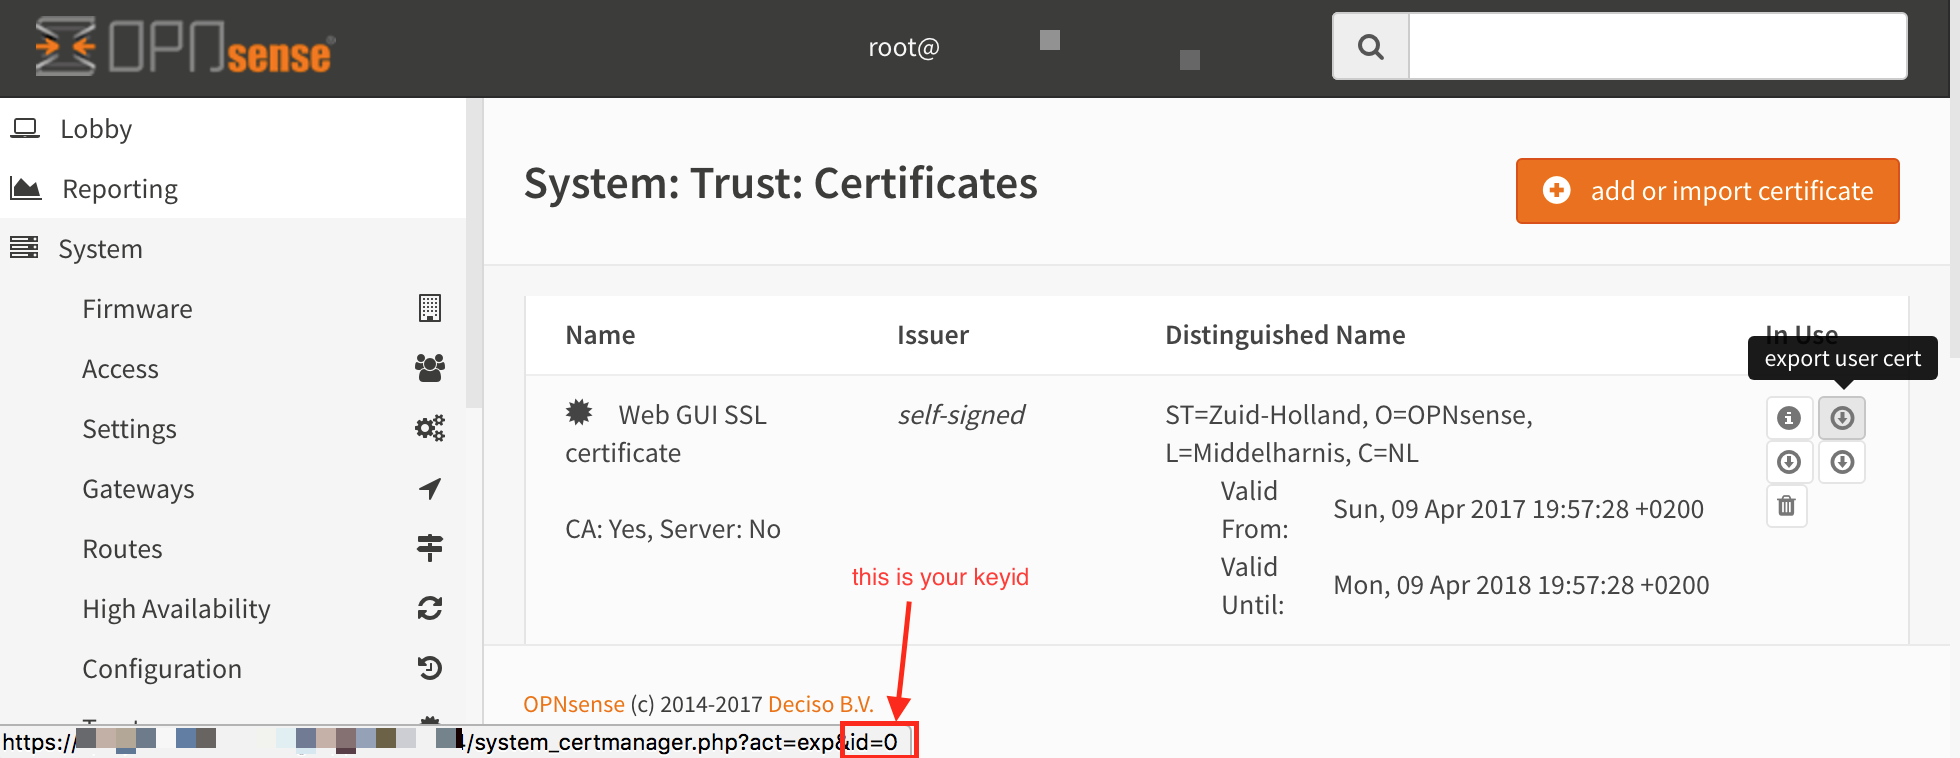 OPNsense
root@
Lobby
Reporting
System
Firmware
Access
Settings
Gateways
Routes
High Availability
Configuration
System: Trust: Certificates
add or import certificate
Name Issuer Distinguished Name In Use
export user cert
Web GUI SSL
certificate
CA: Yes, Server: No
self-signed
ST=Zuid-Holland, O=OPNsense,
L=Middelharnis, C=NL
Valid
From:
Sun, 09 Apr 2017 19:57:28 +0200
Valid
Until:
Mon, 09 Apr 2018 19:57:28 +0200
this is your keyid
OPNsense (c) 2014-2017 Deciso B.V.
https://
/system_certmanager.php?act=exp&id=0